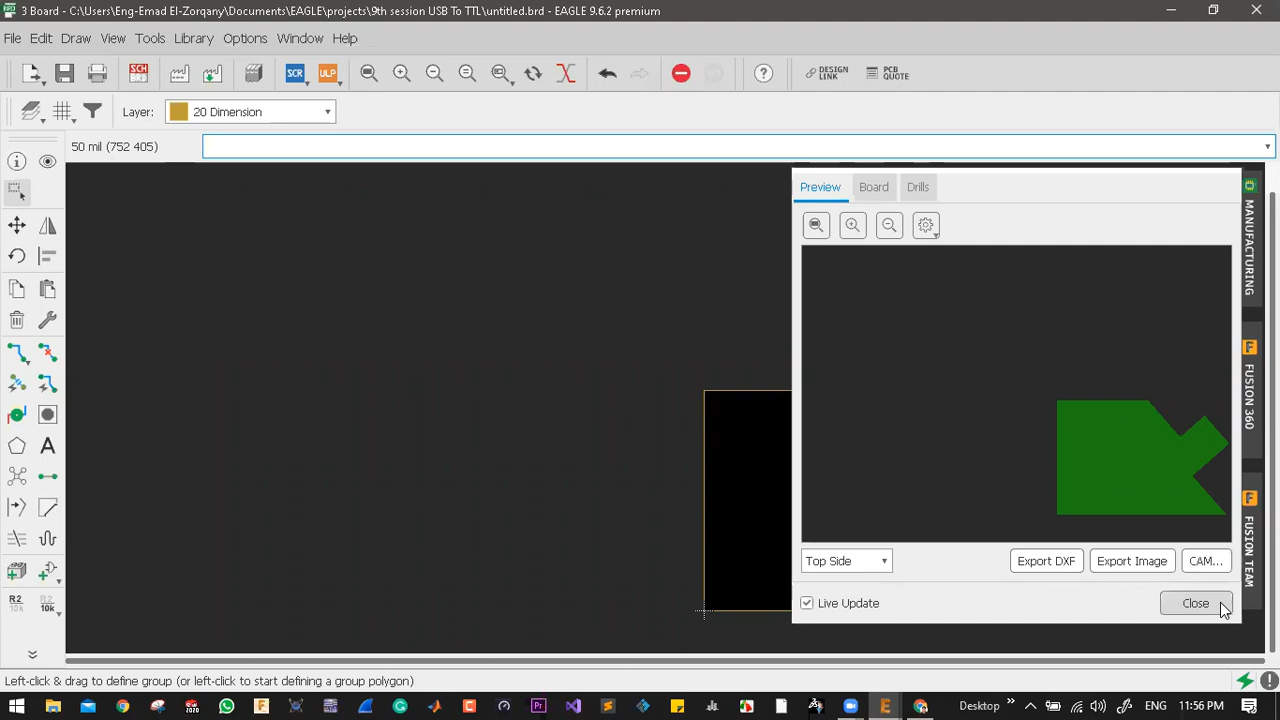 3 Board - C:\Users\Eng-Emad El-Zorqany\Documents\EAGLE\projects\9th session USB To TTL\untitled.brd - EAGLE 9.6.2 premium
File Edit Draw View Tools Library Options Window Help
SCH SCR ULP DESIGN LINK PCB QUOTE
Layer: 20 Dimension
50 mil (752 405)
Preview Board Drills
MANUFACTURING
FUSION 360
FUSION TEAM
Top Side Export DXF Export Image CAM...
Live Update Close
R2 10k R2 10k
Left-click & drag to define group (or left-click to start defining a group polygon)
Desktop ENG 11:56 PM